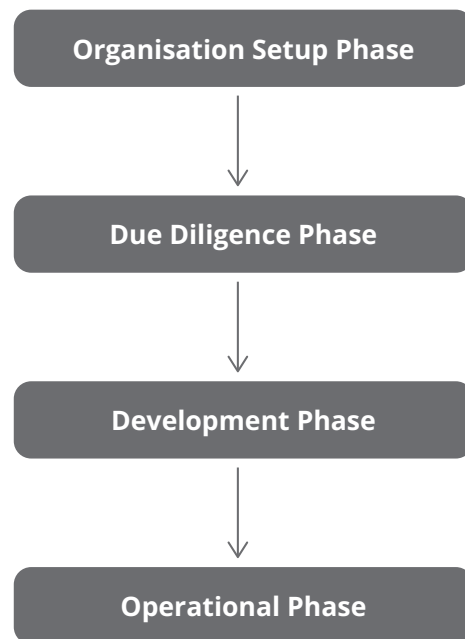 Organisation Setup Phase
Due Diligence Phase
Development Phase
Operational Phase